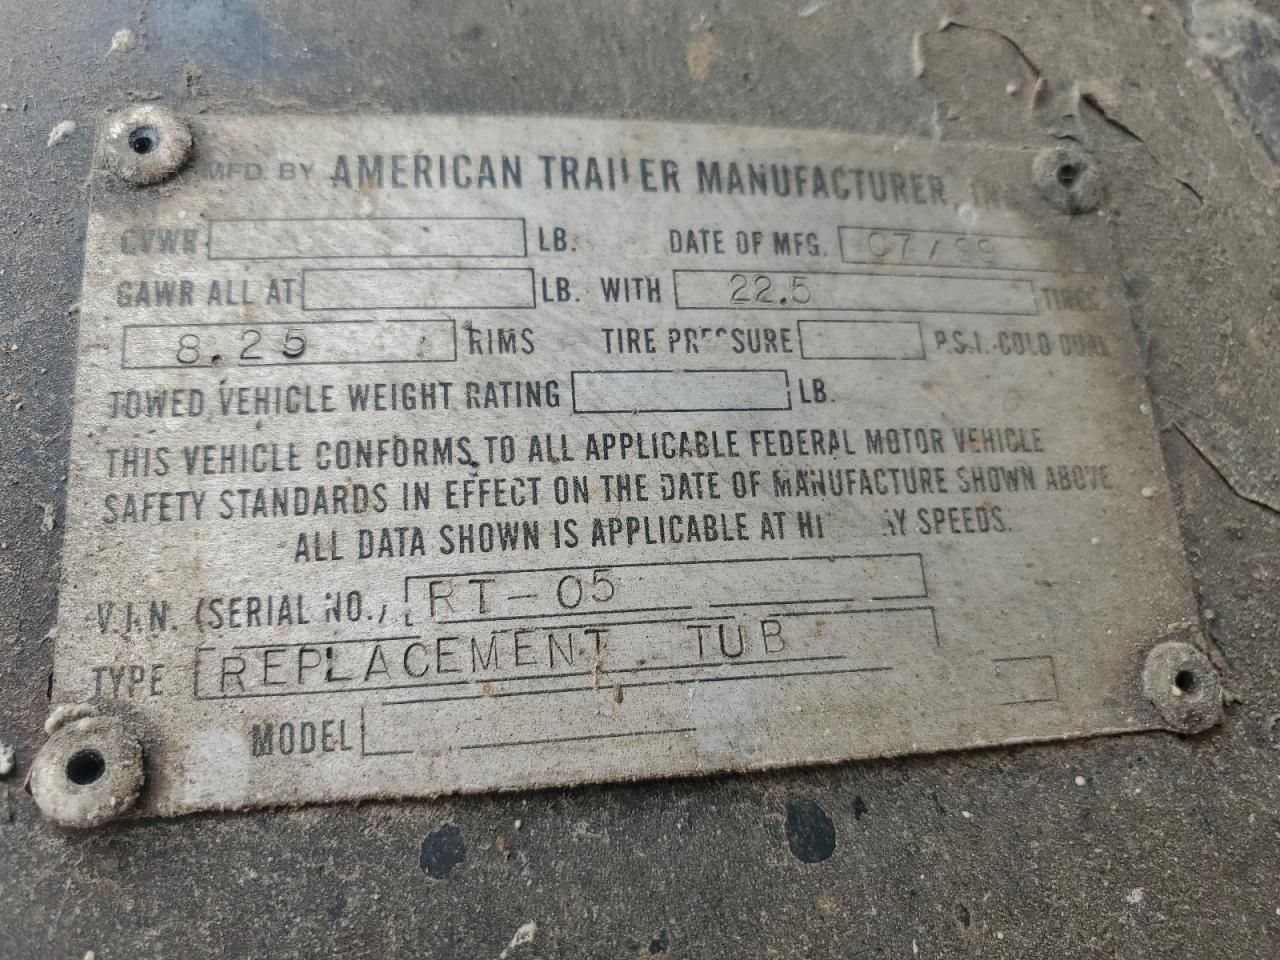 MFD. BY AMERICAN TRAILER MANUFACTURER, INC
GVWR LB. DATE OF MFG. 07/98
GAWR ALL AT LB. WITH 22.5 TIRES
8.25 RIMS TIRE PRESSURE P.S.I. COLD DUAL
TOWED VEHICLE WEIGHT RATING LB.
THIS VEHICLE CONFORMS TO ALL APPLICABLE FEDERAL MOTOR VEHICLE
SAFETY STANDARDS IN EFFECT ON THE DATE OF MANUFACTURE SHOWN ABOVE
ALL DATA SHOWN IS APPLICABLE AT HIGHWAY SPEEDS.
V.I.N. (SERIAL NO.) RT-05
TYPE REPLACEMENT TUB
MODEL